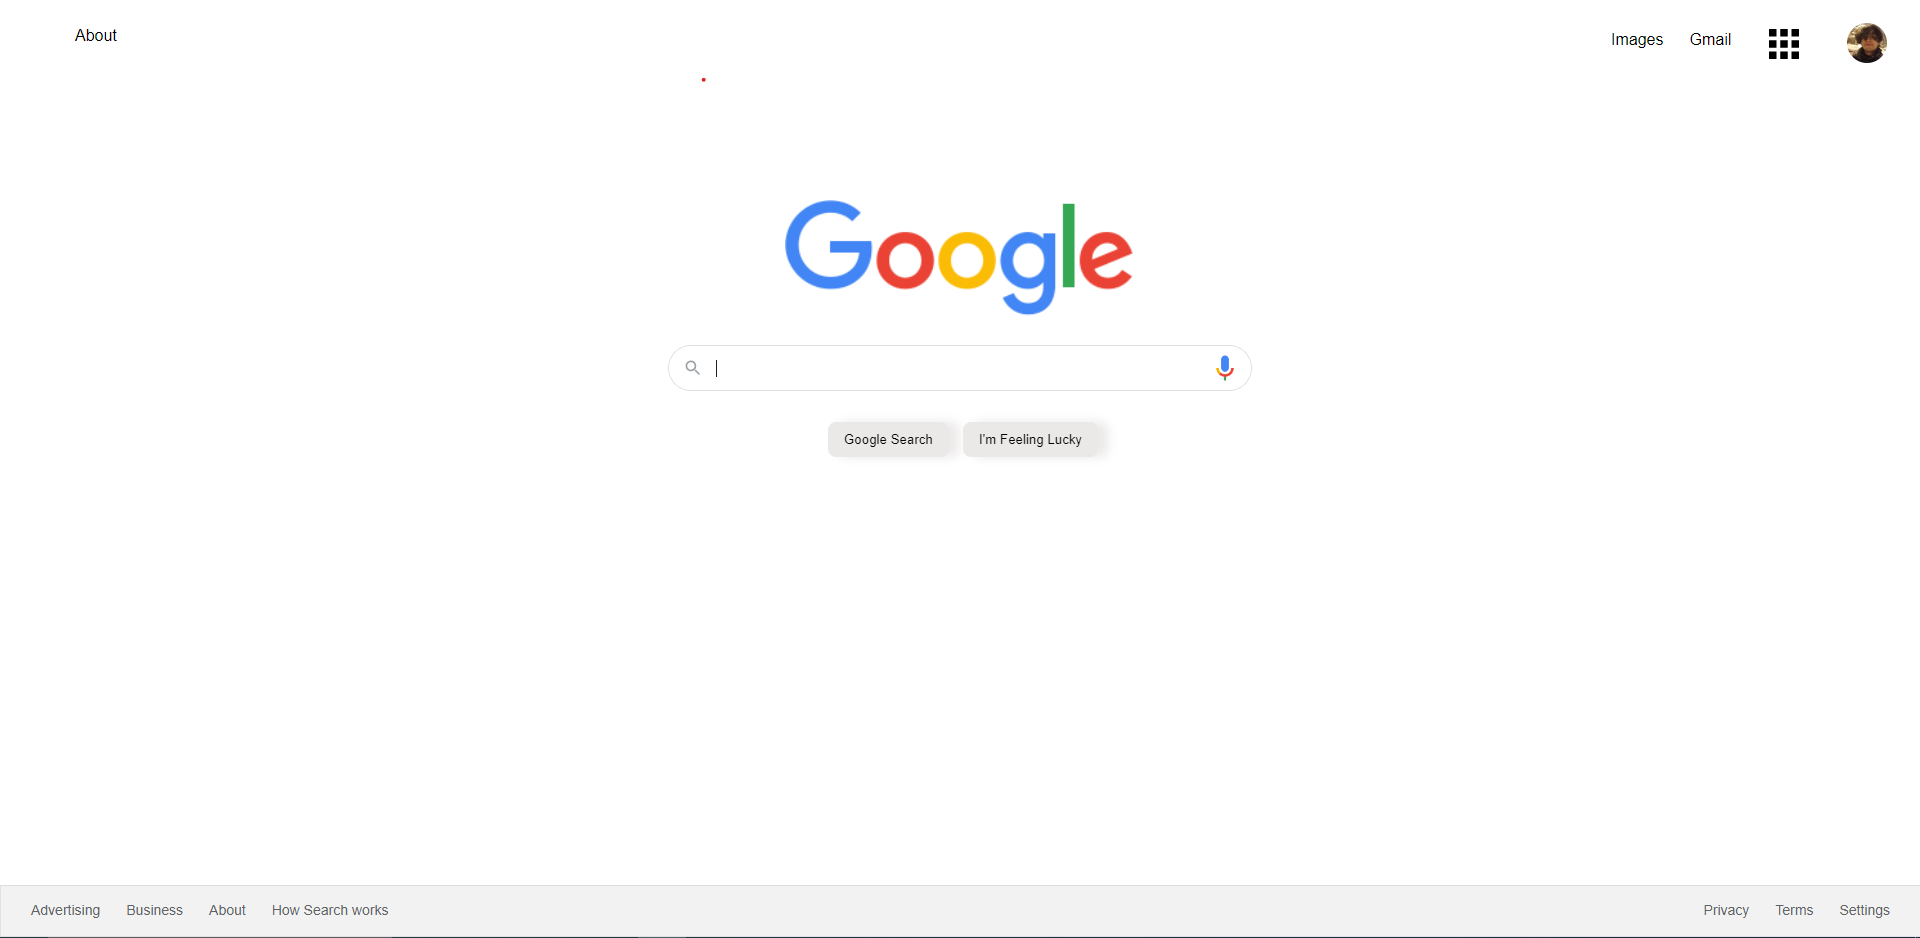 About
Images Gmail
Google
Google Search I'm Feeling Lucky
Advertising Business About How Search works
Privacy Terms Settings